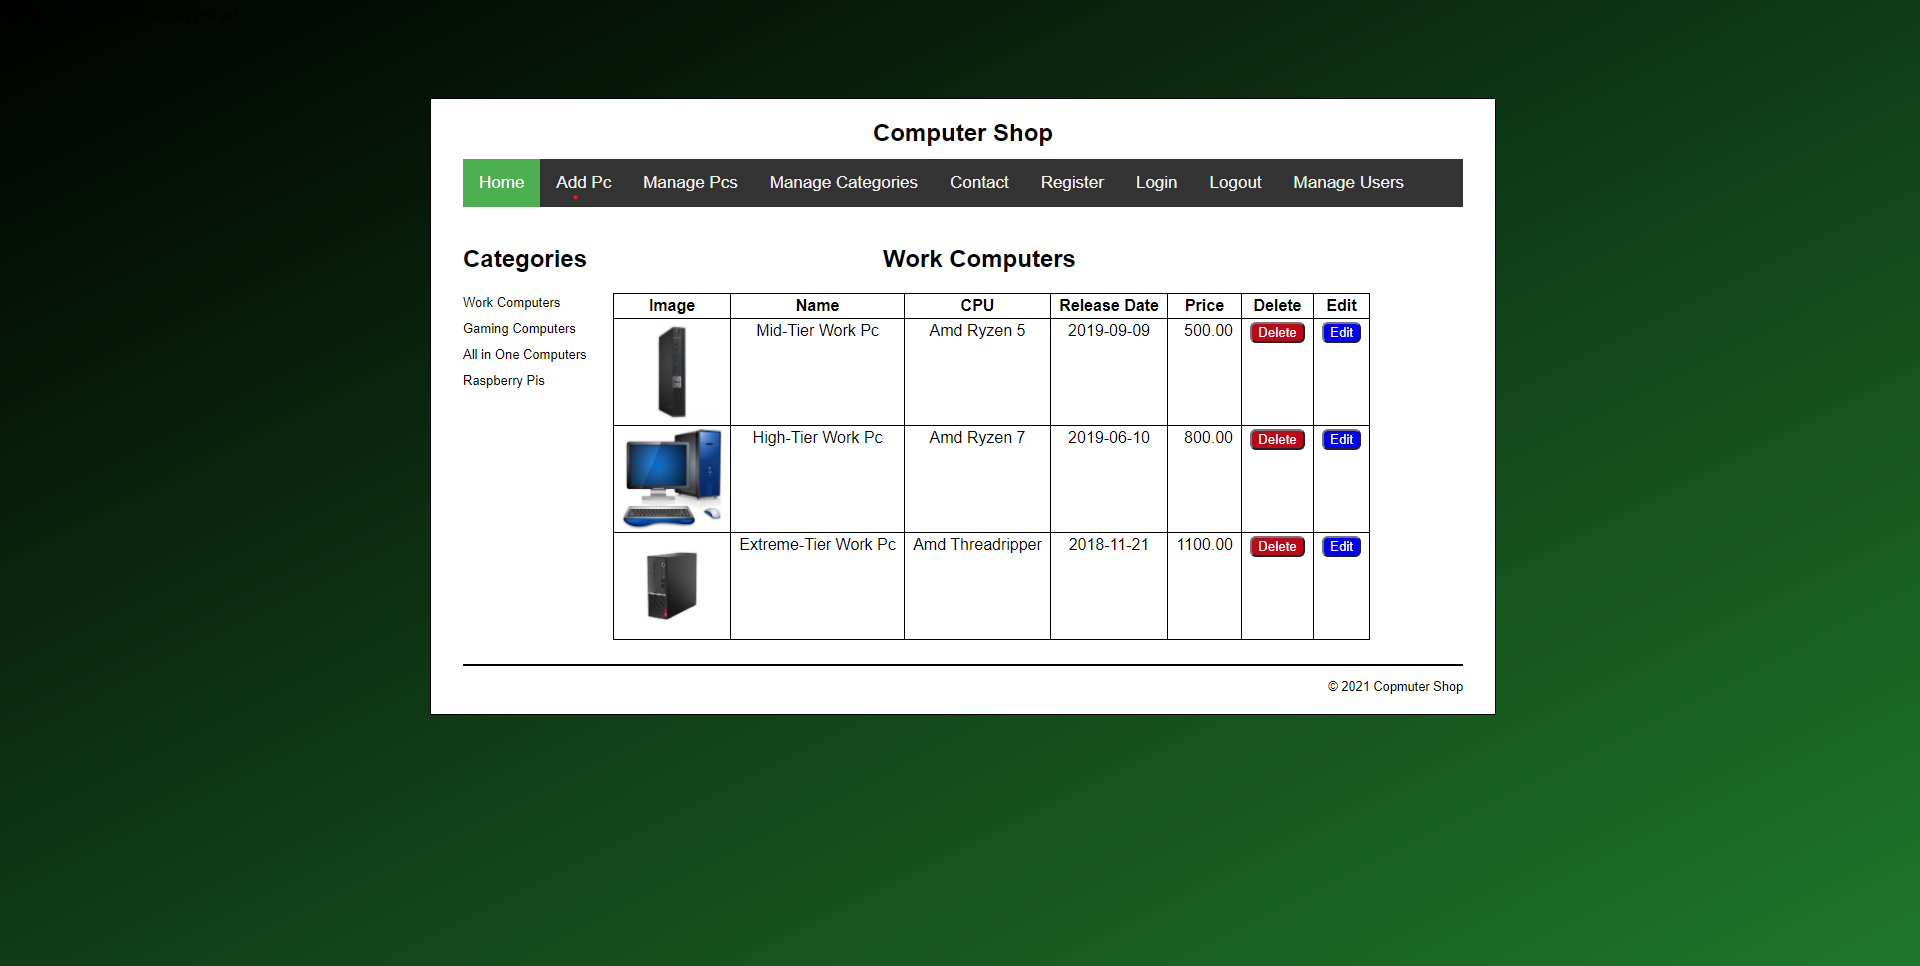 Computer Shop
Home Add Pc Manage Pcs Manage Categories Contact Register Login Logout Manage Users
Categories
Work Computers
Gaming Computers
All in One Computers
Raspberry Pis
Work Computers
Image Name CPU Release Date Price Delete Edit
Mid-Tier Work Pc Amd Ryzen 5 2019-09-09 500.00 Delete Edit
High-Tier Work Pc Amd Ryzen 7 2019-06-10 800.00 Delete Edit
Extreme-Tier Work Pc Amd Threadripper 2018-11-21 1100.00 Delete Edit
© 2021 Copmuter Shop